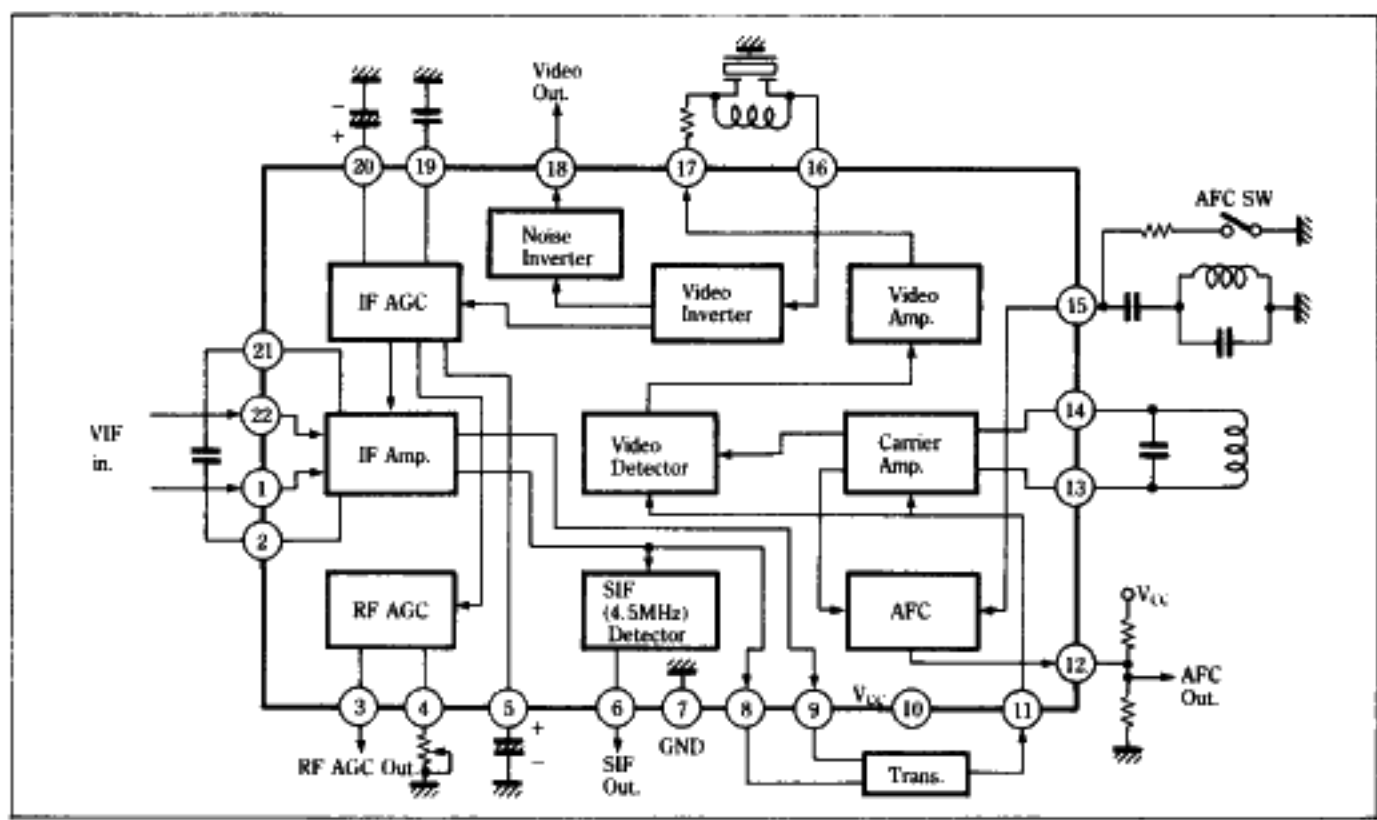 Video
Out.
−
+
20
19
18
17
16
AFC SW
Noise
Inverter
IF AGC
Video
Inverter
Video
Amp.
15
21
22
VIF
in.
IF Amp.
Video
Detector
Carrier
Amp.
14
1
13
2
RF AGC
SIF
(4.5MHz)
Detector
AFC
VCC
12
AFC
Out.
3
4
5
6
7
8
9
VCC
10
11
+
−
GND
RF AGC Out
SIF
Out.
Trans.